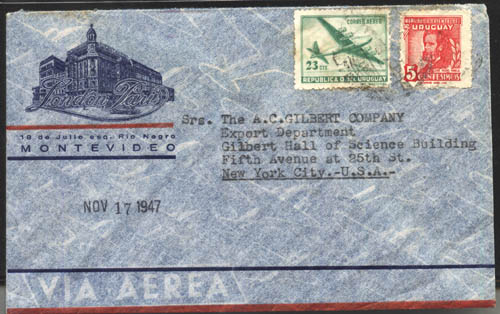 London Paris
18 de Julio esq. Rio Negro
MONTEVIDEO
CORREO AEREO
23 CTS
REPUBLICA O. DEL URUGUAY
URUGUAY
5 CENTESIMOS
Srs. The A.C.GILBERT COMPANY
Export Department
Gilbert Hall of Science Building
Fifth Avenue at 25th St.
New York City.-U.S.A.-
NOV 17 1947
VIA AEREA